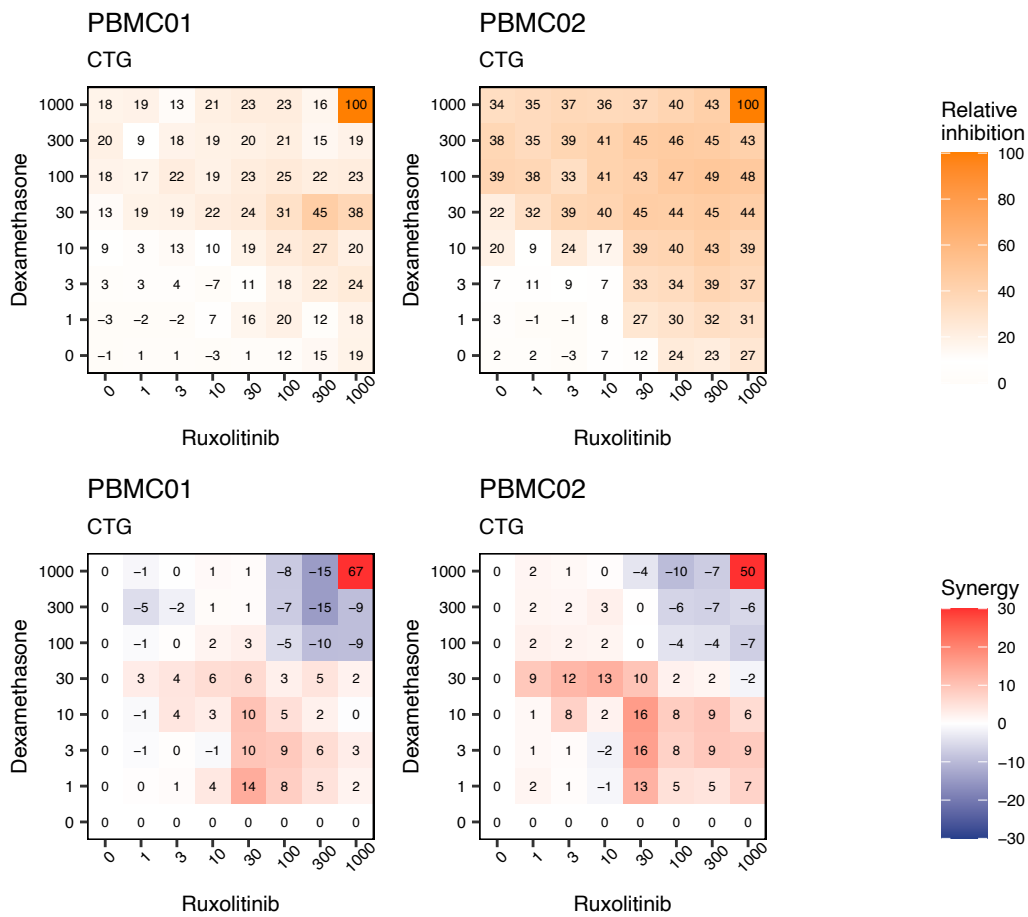 PBMC01 PBMC02
CTG CTG
1000 18 19 13 21 23 23 16 100 1000 34 35 37 36 37 40 43 100
300 20 9 18 19 20 21 15 19 300 38 35 39 41 45 46 45 43
100 18 17 22 19 23 25 22 23 100 39 38 33 41 43 47 49 48
30 13 19 19 22 24 31 45 38 30 22 32 39 40 45 44 45 44
10 9 3 13 10 19 24 27 20 10 20 9 24 17 39 40 43 39
3 3 3 4 −7 11 18 22 24 3 7 11 9 7 33 34 39 37
1 −3 −2 −2 7 16 20 12 18 1 3 −1 −1 8 27 30 32 31
0 −1 1 1 −3 1 12 15 19 0 2 2 −3 7 12 24 23 27
0 1 3 10 30 100 300 1000 0 1 3 10 30 100 300 1000
Dexamethasone Dexamethasone
Ruxolitinib Ruxolitinib
Relative
inhibition
100
80
60
40
20
0
PBMC01 PBMC02
CTG CTG
1000 0 −1 0 1 1 −8 −15 67 1000 0 2 1 0 −4 −10 −7 50
300 0 −5 −2 1 1 −7 −15 −9 300 0 2 2 3 0 −6 −7 −6
100 0 −1 0 2 3 −5 −10 −9 100 0 2 2 2 0 −4 −4 −7
30 0 3 4 6 6 3 5 2 30 0 9 12 13 10 2 2 −2
10 0 −1 4 3 10 5 2 0 10 0 1 8 2 16 8 9 6
3 0 −1 0 −1 10 9 6 3 3 0 1 1 −2 16 8 9 9
1 0 0 1 4 14 8 5 2 1 0 2 1 −1 13 5 5 7
0 0 0 0 0 0 0 0 0 0 0 0 0 0 0 0 0 0
0 1 3 10 30 100 300 1000 0 1 3 10 30 100 300 1000
Dexamethasone Dexamethasone
Ruxolitinib Ruxolitinib
Synergy
30
20
10
0
−10
−20
−30